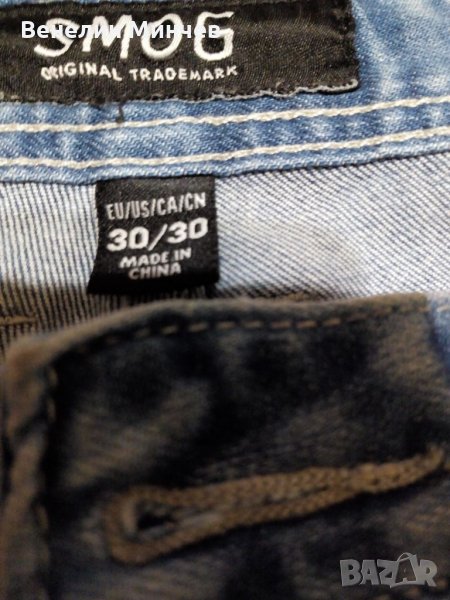 Венелин Минчев
SMOG
ORIGINAL TRADEMARK
EU/US/CA/CN
30/30
MADE IN
CHINA
BAZAR